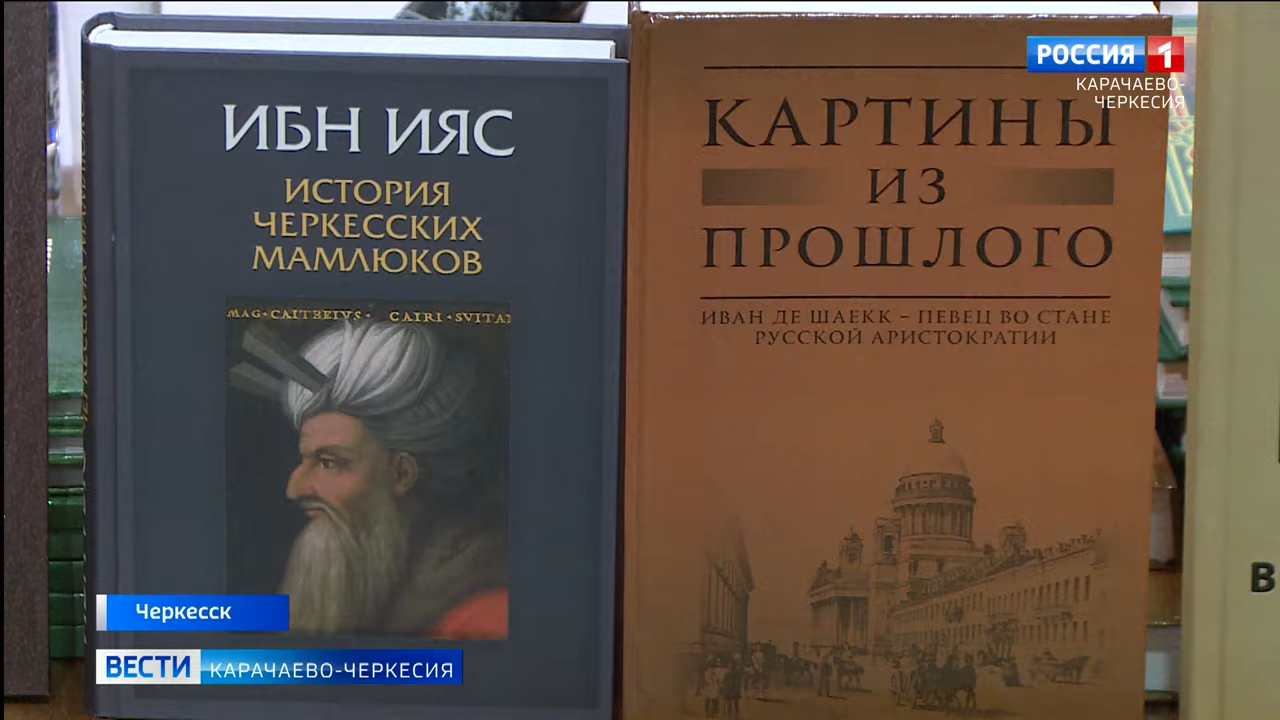 ИБН ИЯС
ИСТОРИЯ
ЧЕРКЕССКИХ
МАМЛЮКОВ
MAG·CAITBEIVS· CAIRI·SVLTAT
КАРТИНЫ
ИЗ
ПРОШЛОГО
ИВАН ДЕ ШАЕКК – ПЕВЕЦ ВО СТАНЕ
РУССКОЙ АРИСТОКРАТИИ
РОССИЯ 1
КАРАЧАЕВО-
ЧЕРКЕСИЯ
В
Черкесск
ВЕСТИ КАРАЧАЕВО-ЧЕРКЕСИЯ